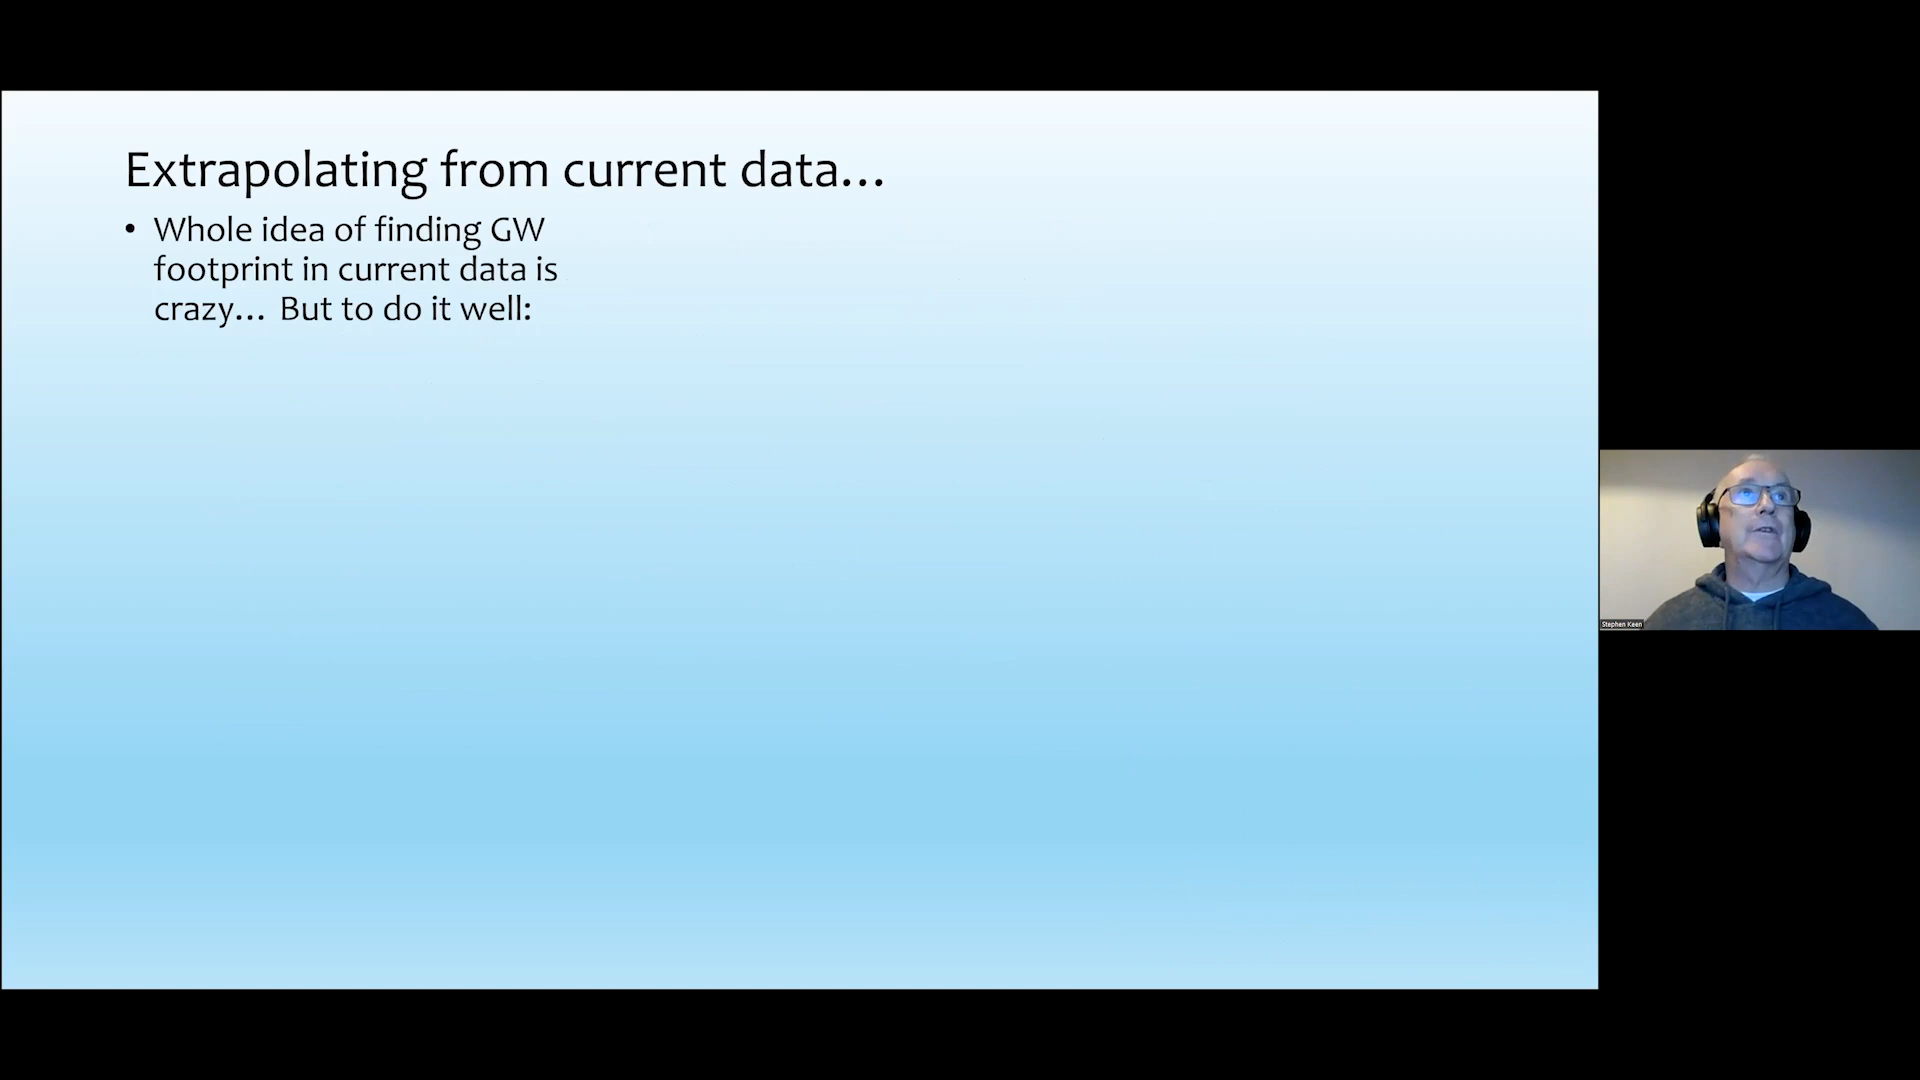 Extrapolating from current data…
• Whole idea of finding GW
footprint in current data is
crazy… But to do it well:
Stephen Keen